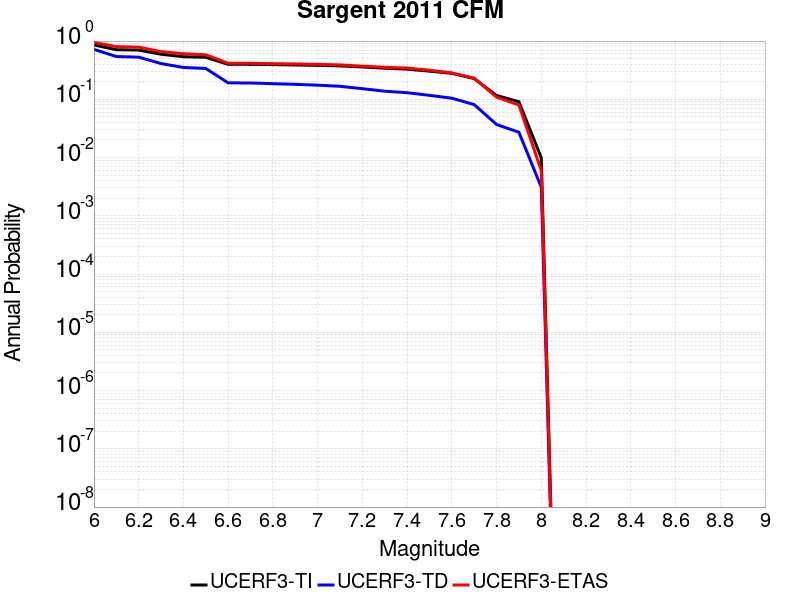 Sargent 2011 CFM
Annual Probability
10^0
10^-1
10^-2
10^-3
10^-4
10^-5
10^-6
10^-7
10^-8
6 6.2 6.4 6.6 6.8 7 7.2 7.4 7.6 7.8 8 8.2 8.4 8.6 8.8 9
Magnitude
UCERF3-TI UCERF3-TD UCERF3-ETAS